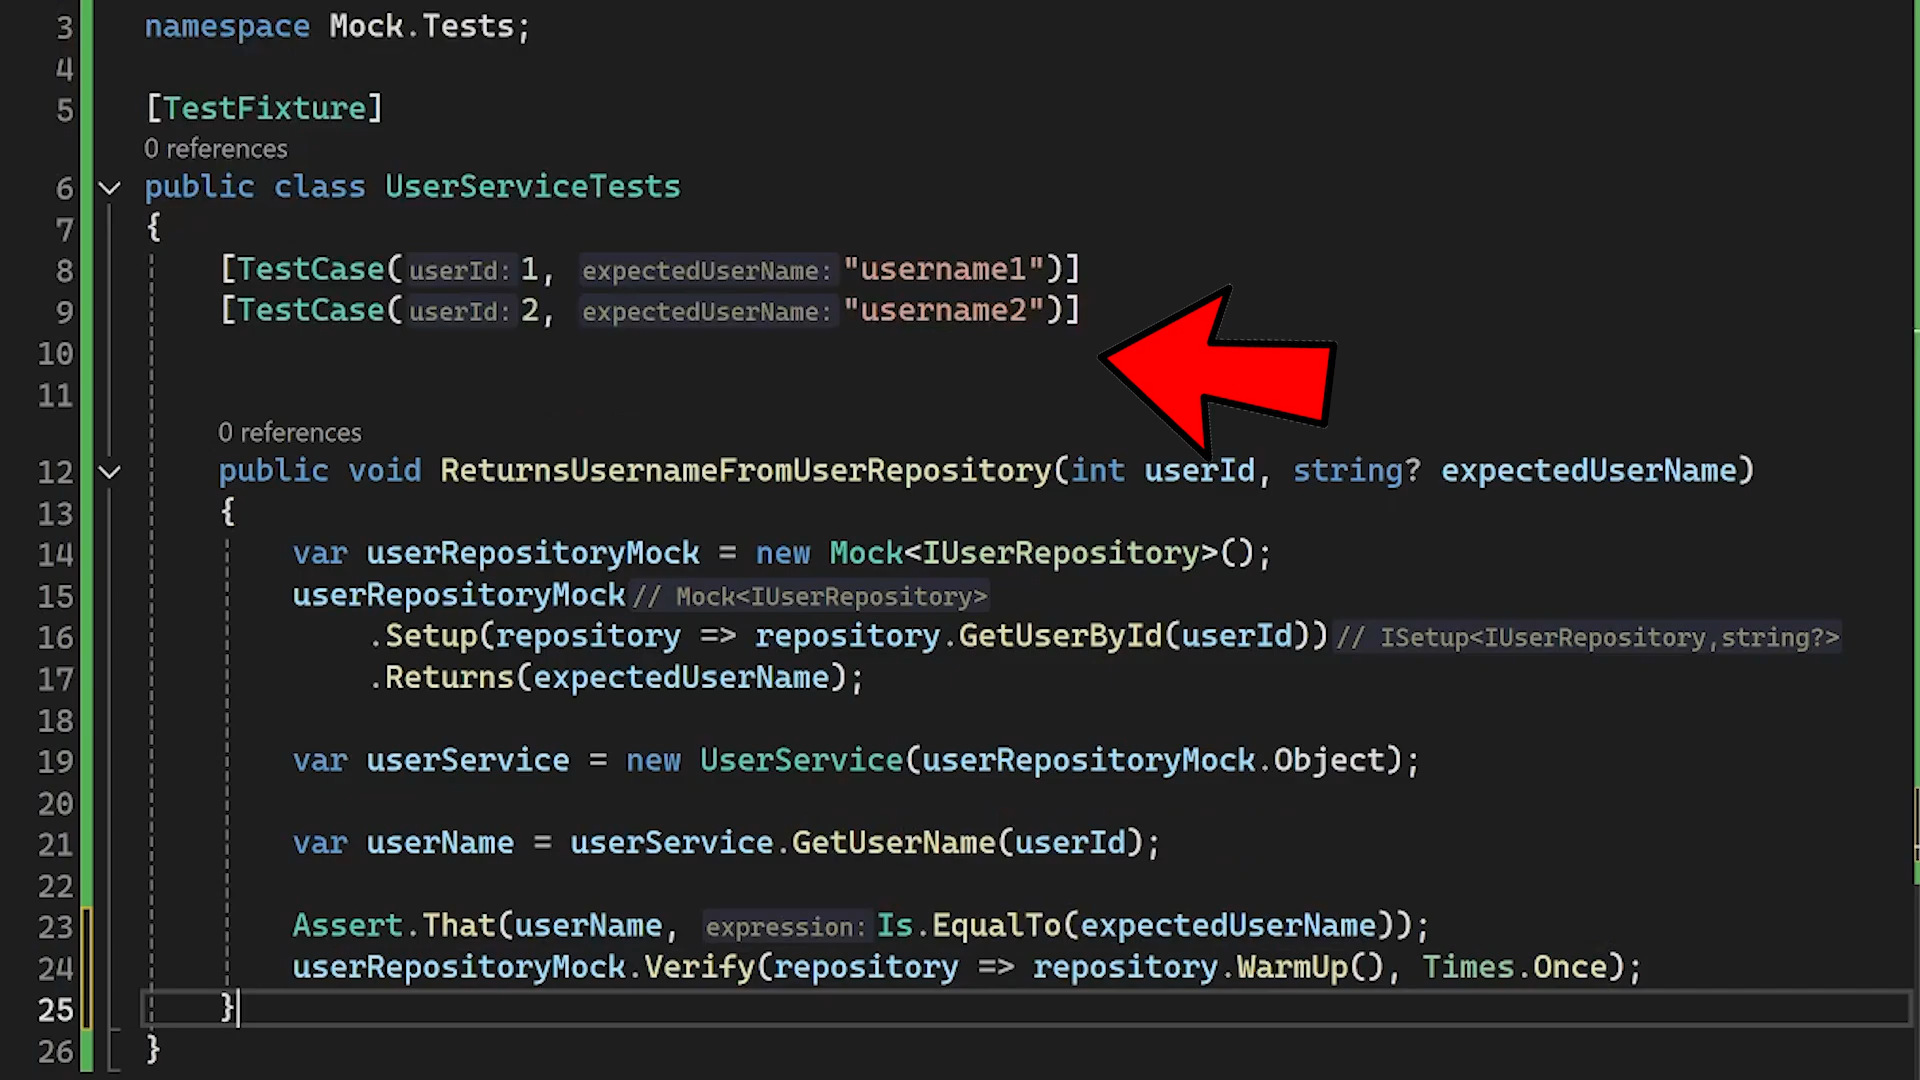 3 namespace Mock.Tests;
4
5 [TestFixture]
0 references
6 public class UserServiceTests
7 {
8 [TestCase(userId: 1, expectedUserName: "username1")]
9 [TestCase(userId: 2, expectedUserName: "username2")]
10
11
0 references
12 public void ReturnsUsernameFromUserRepository(int userId, string? expectedUserName)
13 {
14 var userRepositoryMock = new Mock<IUserRepository>();
15 userRepositoryMock // Mock<IUserRepository>
16 .Setup(repository => repository.GetUserById(userId)) // ISetup<IUserRepository,string?>
17 .Returns(expectedUserName);
18
19 var userService = new UserService(userRepositoryMock.Object);
20
21 var userName = userService.GetUserName(userId);
22
23 Assert.That(userName, expression: Is.EqualTo(expectedUserName));
24 userRepositoryMock.Verify(repository => repository.WarmUp(), Times.Once);
25 }
26 }